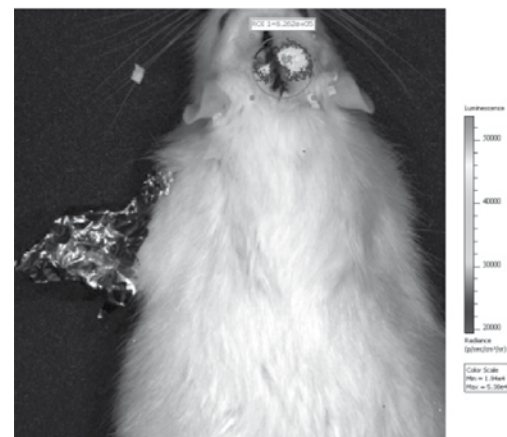 ROI 1=6.262e+05
Luminescence
50000
40000
30000
20000
Radiance
(p/sec/cm²/sr)
Color Scale
Min = 1.94e4
Max = 5.30e4